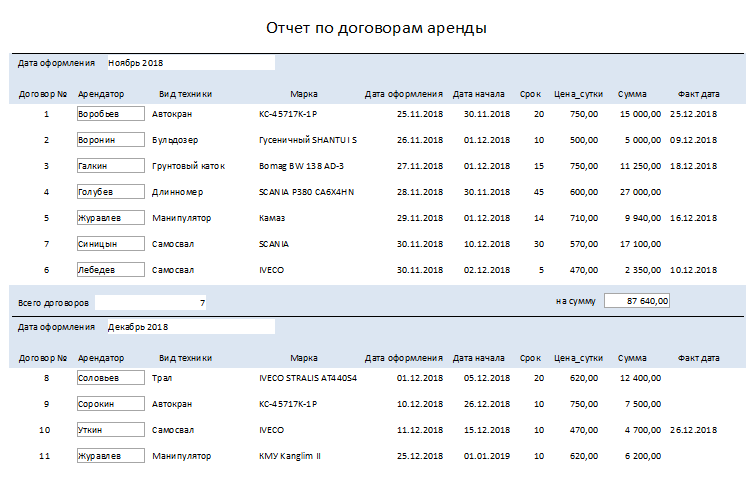 Отчет по договорам аренды
Дата оформления Ноябрь 2018
Договор № Арендатор Вид техники Марка Дата оформления Дата начала Срок Цена_сутки Сумма Факт дата
1 Воробьев Автокран КС-45717К-1Р 25.11.2018 30.11.2018 20 750,00 15 000,00 25.12.2018
2 Воронин Бульдозер Гусеничный SHANTUI S 26.11.2018 01.12.2018 10 500,00 5 000,00 09.12.2018
3 Галкин Грунтовый каток Bomag BW 138 AD-3 27.11.2018 01.12.2018 15 750,00 11 250,00 18.12.2018
4 Голубев Длинномер SCANIA P380 CA6X4HN 28.11.2018 30.11.2018 45 600,00 27 000,00
5 Журавлев Манипулятор Камаз 29.11.2018 01.12.2018 14 710,00 9 940,00 16.12.2018
7 Синицын Самосвал SCANIA 30.11.2018 10.12.2018 30 570,00 17 100,00
6 Лебедев Самосвал IVECO 30.11.2018 02.12.2018 5 470,00 2 350,00 10.12.2018
Всего договоров 7 на сумму 87 640,00
Дата оформления Декабрь 2018
Договор № Арендатор Вид техники Марка Дата оформления Дата начала Срок Цена_сутки Сумма Факт дата
8 Соловьев Трал IVECO STRALIS AT440S4 01.12.2018 05.12.2018 20 620,00 12 400,00
9 Сорокин Автокран КС-45717К-1Р 10.12.2018 26.12.2018 10 750,00 7 500,00
10 Уткин Самосвал IVECO 11.12.2018 15.12.2018 10 470,00 4 700,00 26.12.2018
11 Журавлев Манипулятор КМУ Kanglim II 25.12.2018 01.01.2019 10 620,00 6 200,00